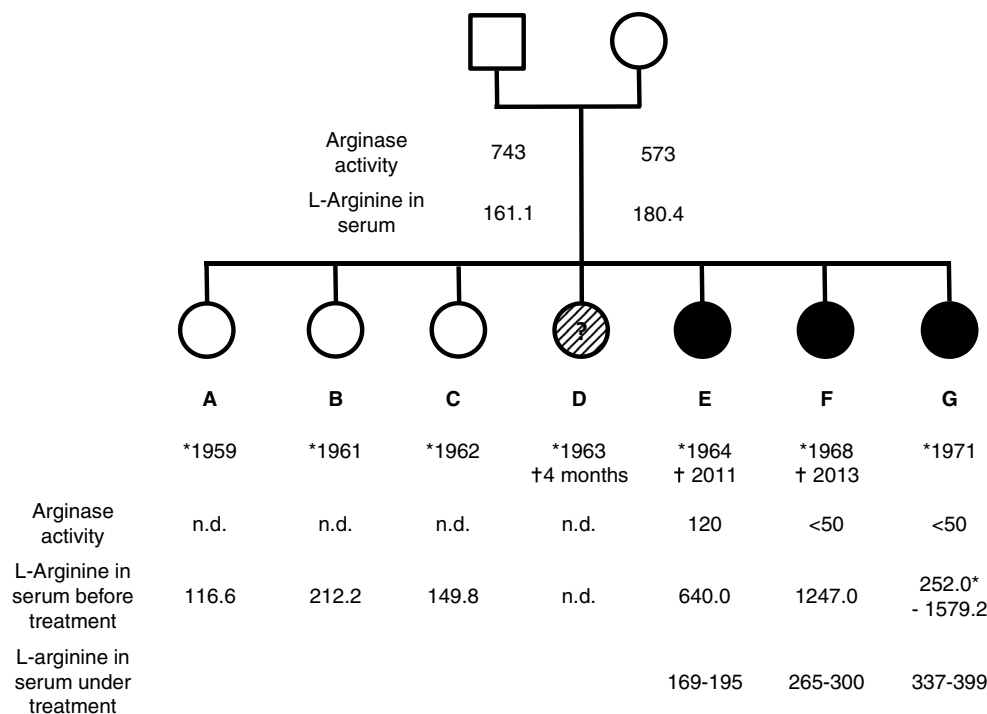 Arginase
activity
743
573
L-Arginine in
serum
161.1
180.4
?
A
B
C
D
E
F
G
*1959
*1961
*1962
*1963
†4 months
*1964
† 2011
*1968
† 2013
*1971
Arginase
activity
n.d.
n.d.
n.d.
n.d.
120
<50
<50
L-Arginine in
serum before
treatment
116.6
212.2
149.8
n.d.
640.0
1247.0
252.0*
- 1579.2
L-arginine in
serum under
treatment
169-195
265-300
337-399